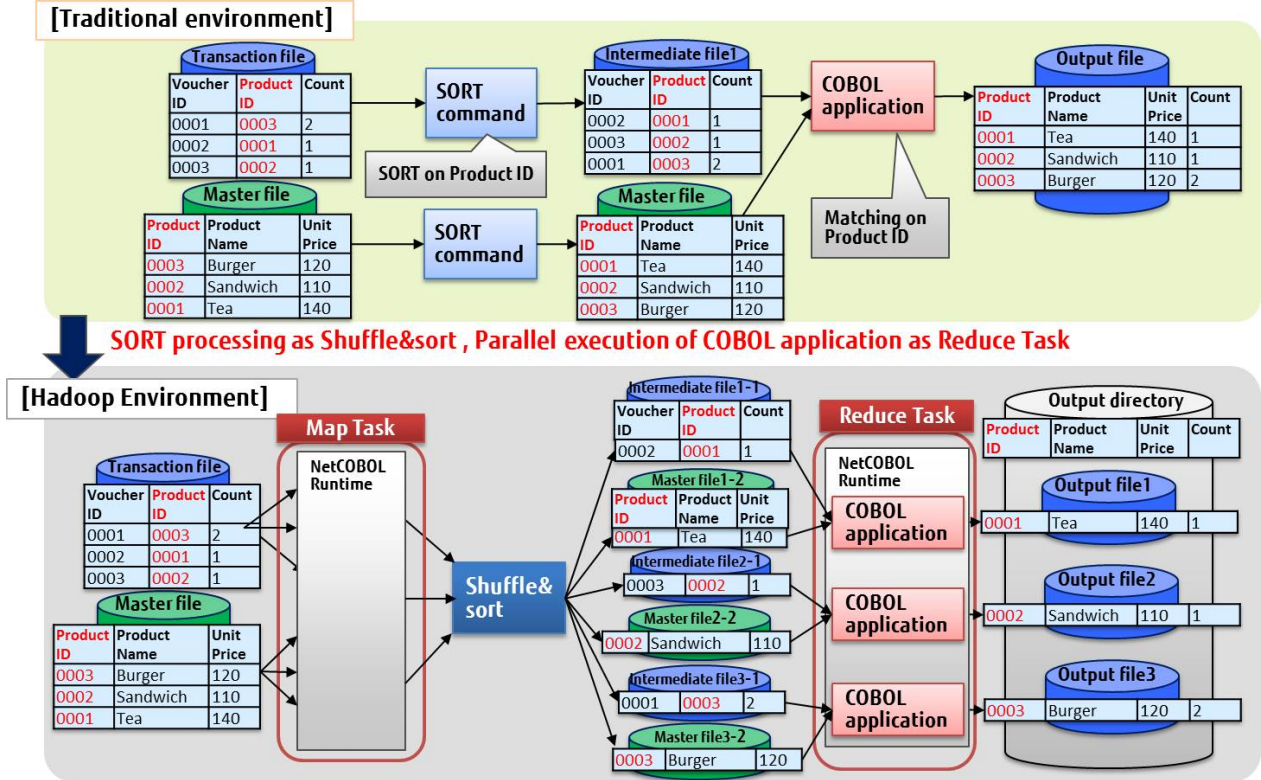 [Traditional environment]
Transaction file
Voucher ID Product ID Count
0001 0003 2
0002 0001 1
0003 0002 1
SORT command
SORT on Product ID
Intermediate file1
Voucher ID Product ID Count
0002 0001 1
0003 0002 1
0001 0003 2
COBOL application
Matching on Product ID
Output file
Product ID Product Name Unit Price Count
0001 Tea 140 1
0002 Sandwich 110 1
0003 Burger 120 2
Master file
Product ID Product Name Unit Price
0003 Burger 120
0002 Sandwich 110
0001 Tea 140
SORT command
Master file
Product ID Product Name Unit Price
0001 Tea 140
0002 Sandwich 110
0003 Burger 120
SORT processing as Shuffle&sort , Parallel execution of COBOL application as Reduce Task
[Hadoop Environment]
Transaction file
Voucher ID Product ID Count
0001 0003 2
0002 0001 1
0003 0002 1
Master file
Product ID Product Name Unit Price
0003 Burger 120
0002 Sandwich 110
0001 Tea 140
Map Task
NetCOBOL Runtime
Shuffle& sort
Intermediate file1-1
Voucher ID Product ID Count
0002 0001 1
Master file1-2
Product ID Product Name Unit Price
0001 Tea 140
Intermediate file2-1
0003 0002 1
Master file2-2
0002 Sandwich 110
Intermediate file3-1
0001 0003 2
Master file3-2
0003 Burger 120
Reduce Task
NetCOBOL Runtime
COBOL application
COBOL application
COBOL application
Output directory
Product ID Product Name Unit Price Count
Output file1
0001 Tea 140 1
Output file2
0002 Sandwich 110 1
Output file3
0003 Burger 120 2